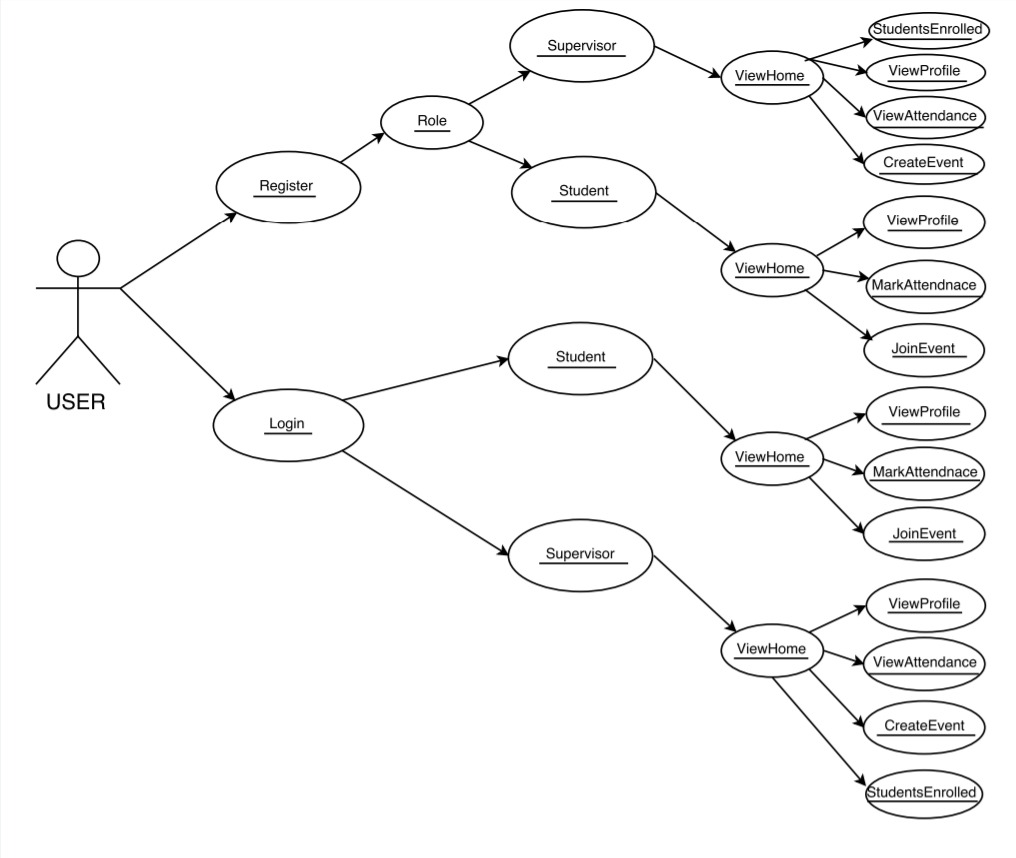 StudentsEnrolled
Supervisor
ViewHome
ViewProfile
Role
ViewAttendance
CreateEvent
Register
Student
ViewProfile
ViewHome
MarkAttendnace
USER
JoinEvent
Student
ViewProfile
Login
ViewHome
MarkAttendnace
JoinEvent
Supervisor
ViewProfile
ViewHome
ViewAttendance
CreateEvent
StudentsEnrolled